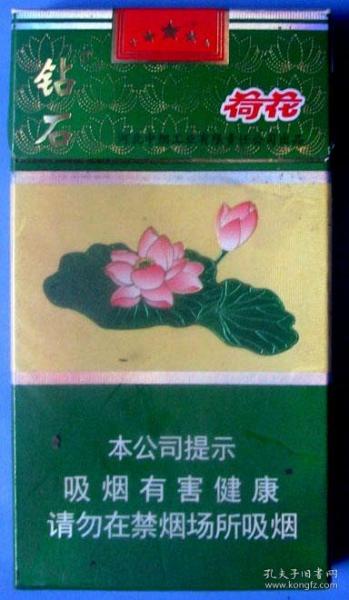 钻石
荷花
本公司提示
吸烟有害健康
请勿在禁烟场所吸烟
孔夫子旧书网
www.kongfz.com